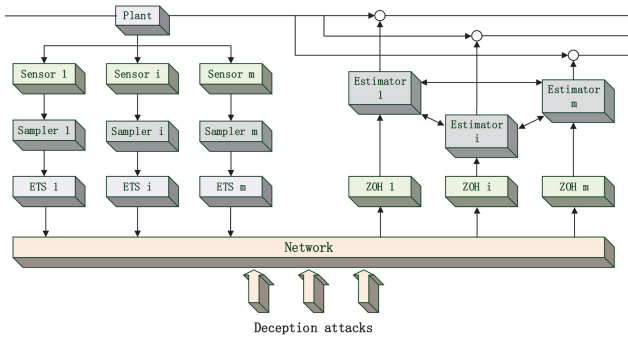 Plant
Sensor 1
Sensor i
Sensor m
Estimator
1
Estimator
m
Sampler 1
Sampler i
Sampler m
Estimator
i
ETS 1
ETS i
ETS m
ZOH 1
ZOH i
ZOH m
Network
Deception attacks